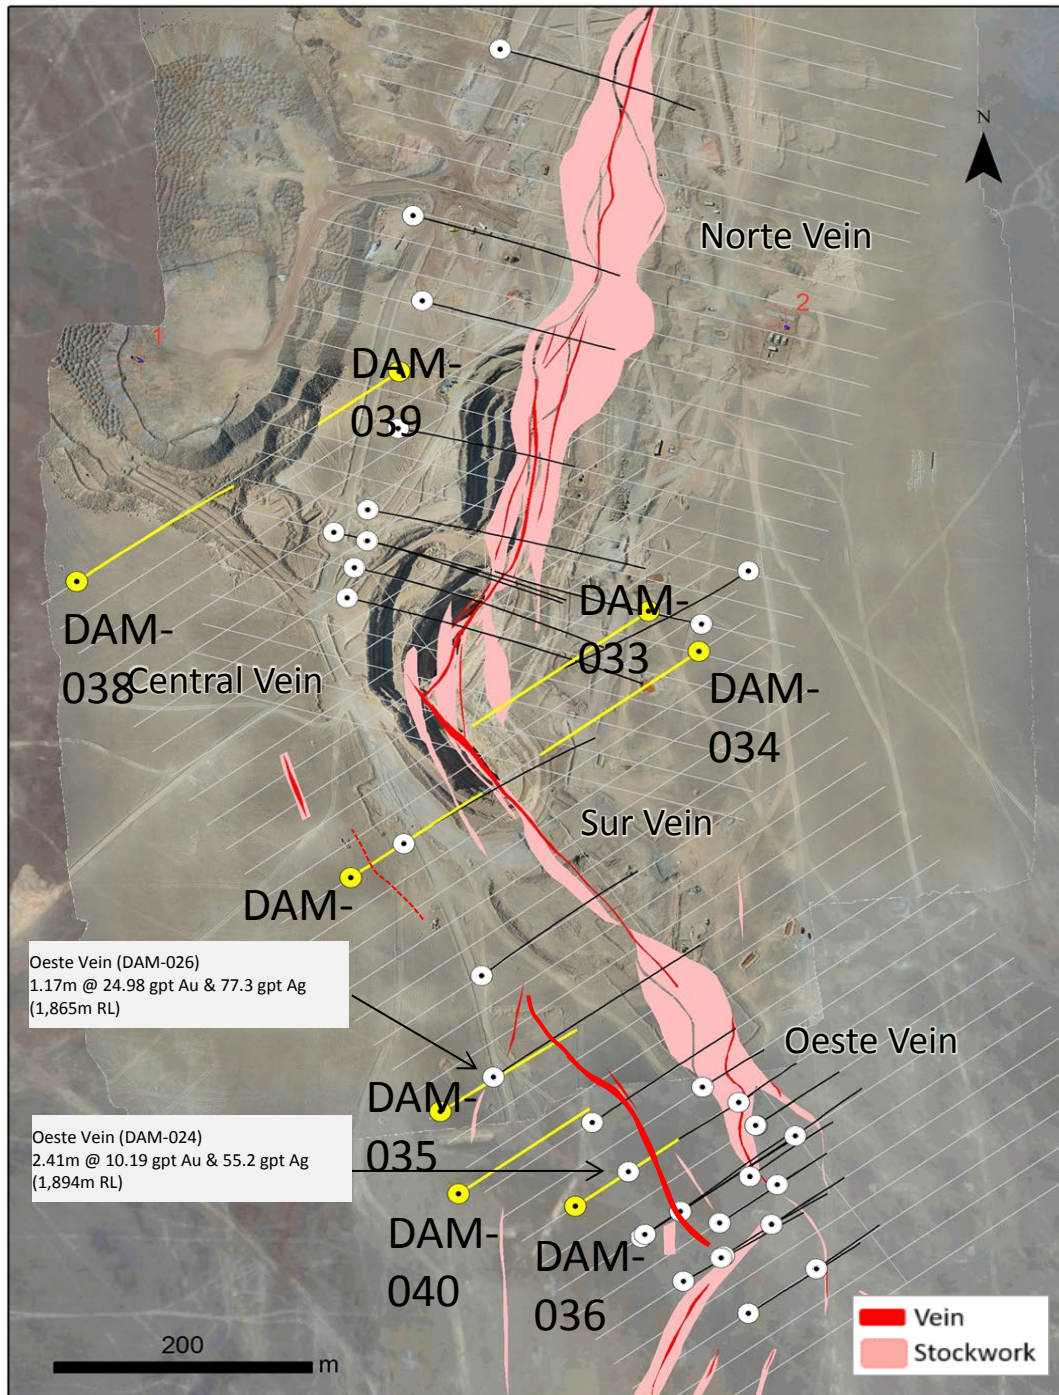 N
Norte Vein
2
1
DAM-
039
DAM-
033
DAM-
038
Central Vein
DAM-
034
Sur Vein
DAM-
Oeste Vein (DAM-026)
1.17m @ 24.98 gpt Au & 77.3 gpt Ag
(1,865m RL)
Oeste Vein
DAM-
035
Oeste Vein (DAM-024)
2.41m @ 10.19 gpt Au & 55.2 gpt Ag
(1,894m RL)
DAM-
040
DAM-
036
200
m
Vein
Stockwork